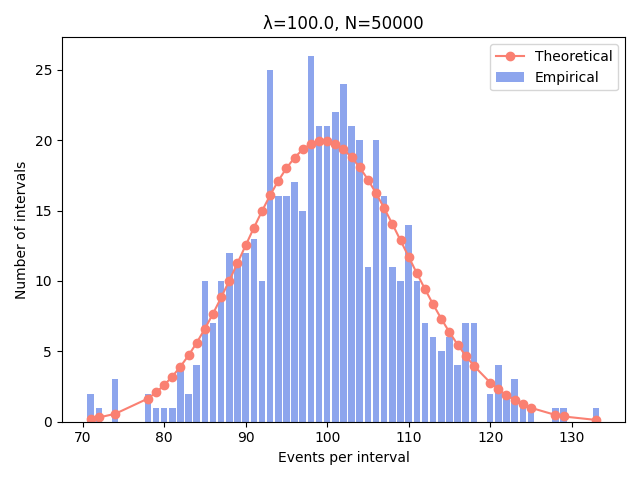 λ=100.0, N=50000
Number of intervals
25
20
15
10
5
0
Theoretical
Empirical
70 80 90 100 110 120 130
Events per interval